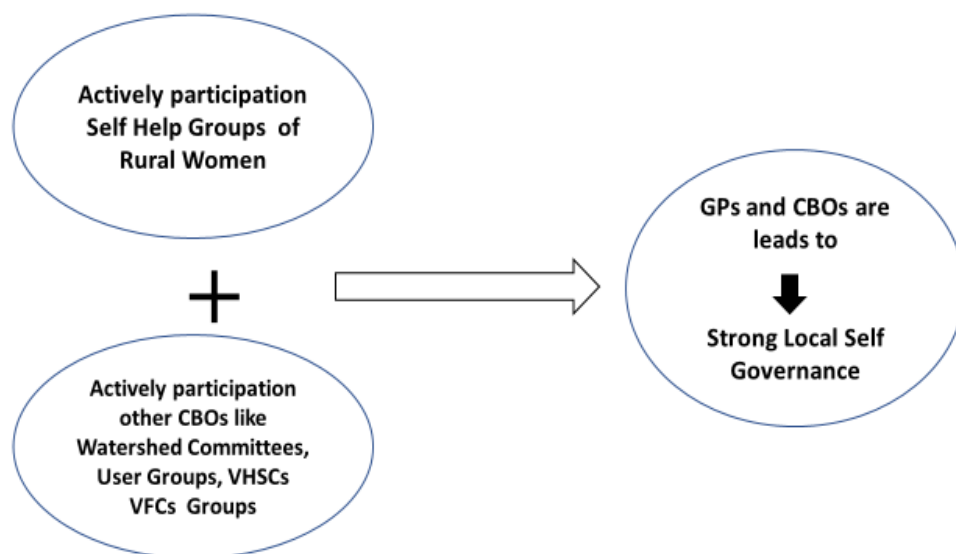 Actively participation
Self Help Groups of
Rural Women
+
Actively participation
other CBOs like
Watershed Committees,
User Groups, VHSCs
VFCs Groups
GPs and CBOs are
leads to
Strong Local Self
Governance